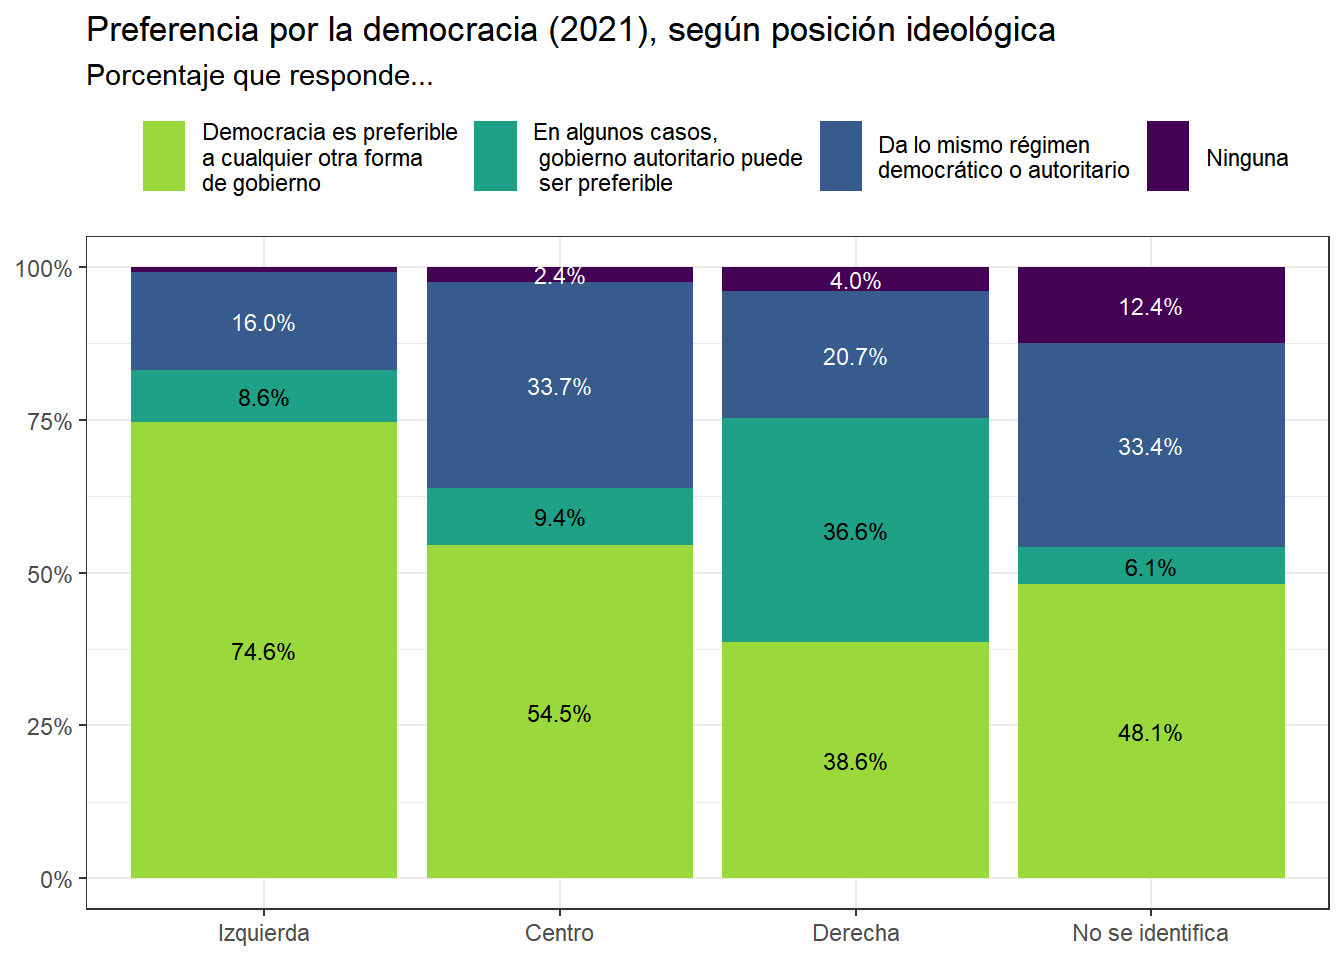 Preferencia por la democracia (2021), según posición ideológica
Porcentaje que responde...
Democracia es preferible
a cualquier otra forma
de gobierno
En algunos casos,
gobierno autoritario puede
ser preferible
Da lo mismo régimen
democrático o autoritario
Ninguna
100%
75%
50%
25%
0%
16.0%
8.6%
74.6%
2.4%
33.7%
9.4%
54.5%
4.0%
20.7%
36.6%
38.6%
12.4%
33.4%
6.1%
48.1%
Izquierda
Centro
Derecha
No se identifica